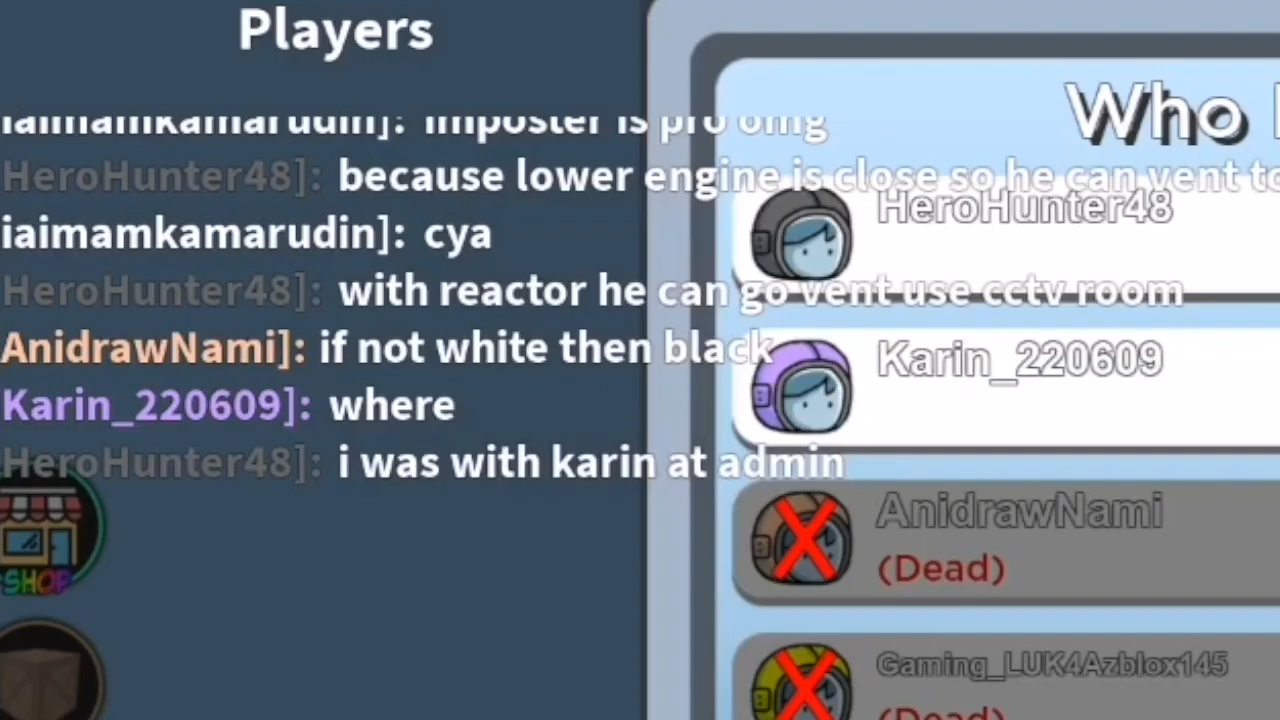 Players
iaimamkamarudin]: imposter is pro omg
HeroHunter48]: because lower engine is close so he can vent to
iaimamkamarudin]: cya
HeroHunter48]: with reactor he can go vent use cctv room
AnidrawNami]: if not white then black
Karin_220609]: where
HeroHunter48]: i was with karin at admin
SHOP
Who
HeroHunter48
Karin_220609
AnidrawNami
(Dead)
Gaming_LUK4Azblox145
(Dead)